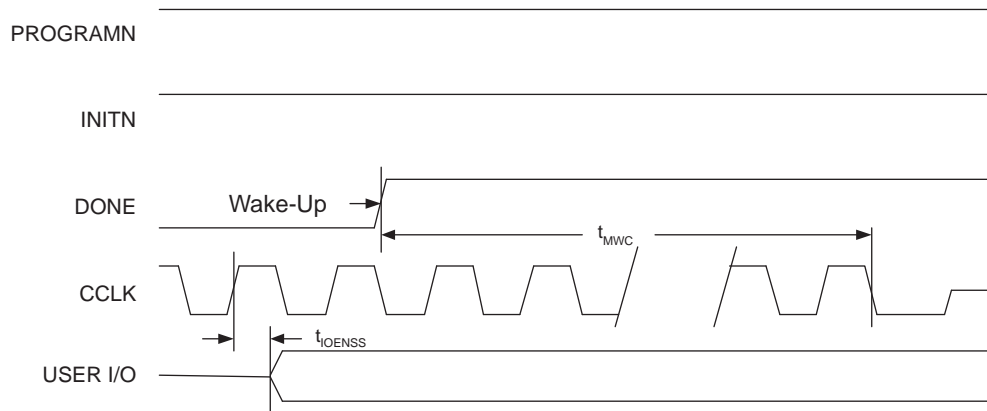 PROGRAMN
INITN
DONE
Wake-Up
tMWC
CCLK
tIOENSS
USER I/O